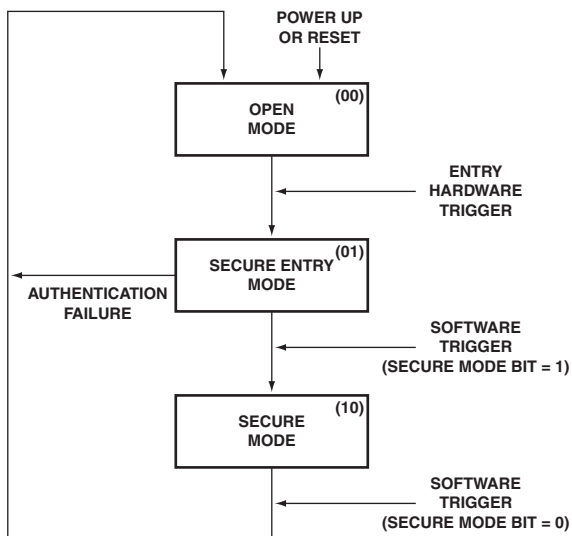 POWER UP
OR RESET
(00)
OPEN
MODE
ENTRY
HARDWARE
TRIGGER
(01)
SECURE ENTRY
MODE
AUTHENTICATION
FAILURE
SOFTWARE
TRIGGER
(SECURE MODE BIT = 1)
(10)
SECURE
MODE
SOFTWARE
TRIGGER
(SECURE MODE BIT = 0)